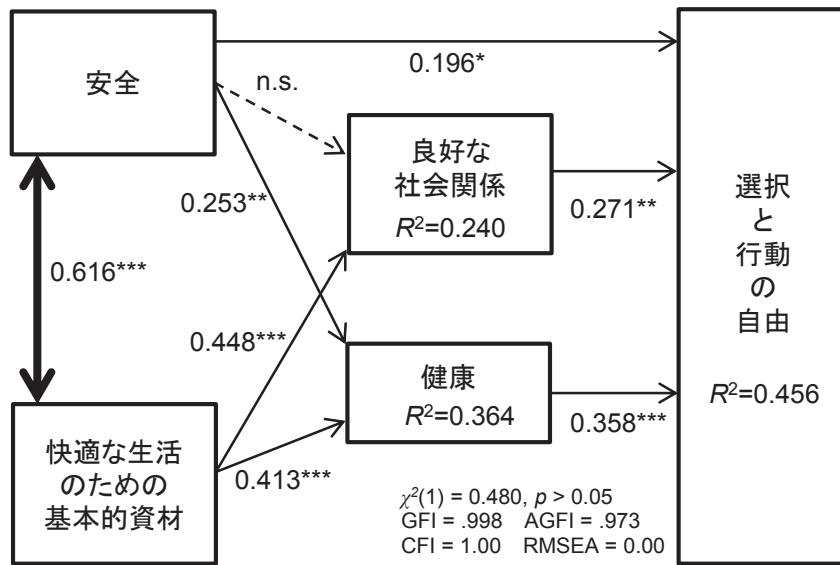 安全
0.196*
n.s.
良好な
社会関係
R²=0.240
0.253**
0.271**
選択
と
行動
の
自由
R²=0.456
0.616***
0.448***
健康
R²=0.364
0.358***
快適な生活
のための
基本的資材
0.413***
χ²(1) = 0.480, p > 0.05
GFI = .998 AGFI = .973
CFI = 1.00 RMSEA = 0.00